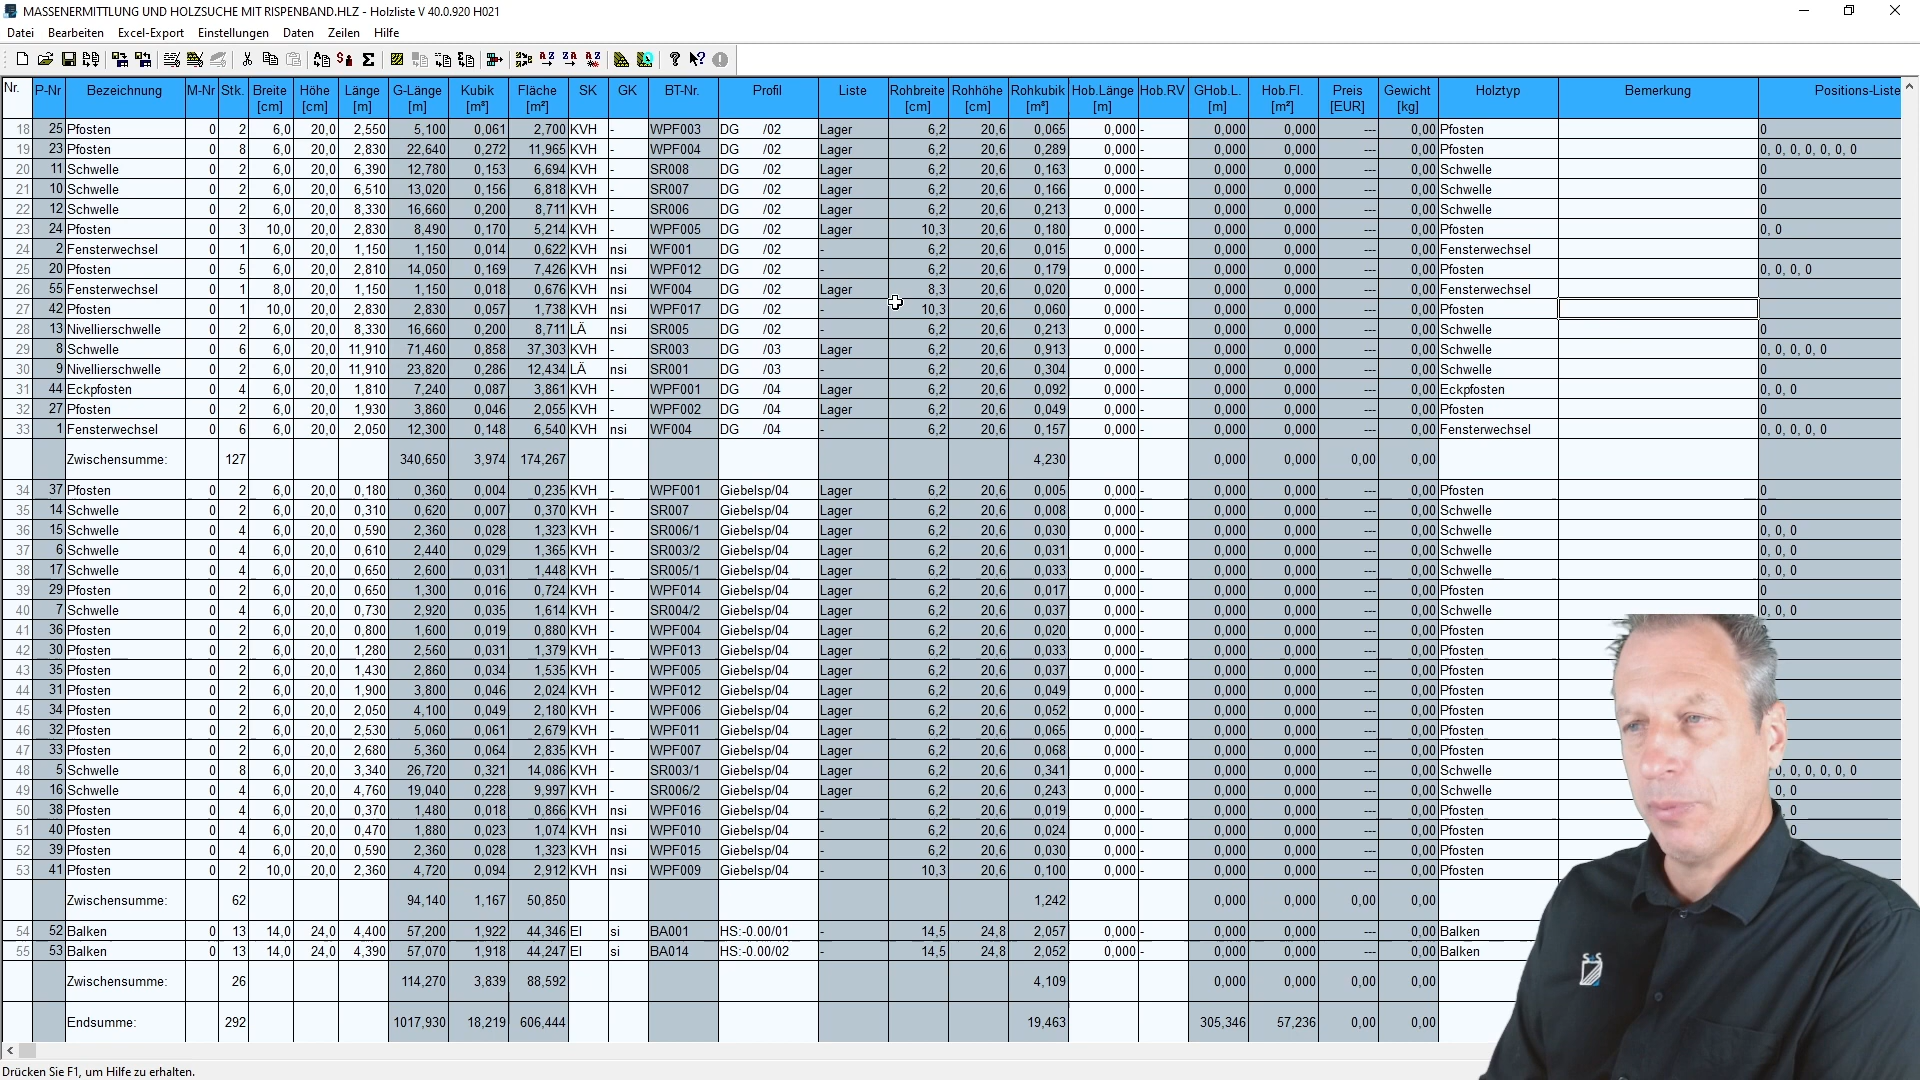 MASSENERMITTLUNG UND HOLZSUCHE MIT RISPENBAND.HLZ - Holzliste V 40.0.920 H021
Datei Bearbeiten Excel-Export Einstellungen Daten Zeilen Hilfe
Nr. P-Nr Bezeichnung M-Nr Stk. Breite [cm] Höhe [cm] Länge [m] G-Länge [m] Kubik [m³] Fläche [m²] SK GK BT-Nr. Profil Liste Rohbreite [cm] Rohhöhe [cm] Rohkubik [m³] Hob.Länge [m] Hob.RV GHob.L. [m] Hob.Fl. [m²] Preis [EUR] Gewicht [kg] Holztyp Bemerkung Positions-Liste
18 25 Pfosten 0 2 6,0 20,0 2,550 5,100 0,061 2,700 KVH - WPF003 DG /02 Lager 6,2 20,6 0,065 0,000 - 0,000 0,000 --- 0,00 Pfosten 0
19 23 Pfosten 0 8 6,0 20,0 2,830 22,640 0,272 11,965 KVH - WPF004 DG /02 Lager 6,2 20,6 0,289 0,000 - 0,000 0,000 --- 0,00 Pfosten 0, 0, 0, 0, 0, 0, 0
20 11 Schwelle 0 2 6,0 20,0 6,390 12,780 0,153 6,694 KVH - SR008 DG /02 Lager 6,2 20,6 0,163 0,000 - 0,000 0,000 --- 0,00 Schwelle 0
21 10 Schwelle 0 2 6,0 20,0 6,510 13,020 0,156 6,818 KVH - SR007 DG /02 Lager 6,2 20,6 0,166 0,000 - 0,000 0,000 --- 0,00 Schwelle 0
22 12 Schwelle 0 2 6,0 20,0 8,330 16,660 0,200 8,711 KVH - SR006 DG /02 Lager 6,2 20,6 0,213 0,000 - 0,000 0,000 --- 0,00 Schwelle 0
23 24 Pfosten 0 3 10,0 20,0 2,830 8,490 0,170 5,214 KVH - WPF005 DG /02 Lager 10,3 20,6 0,180 0,000 - 0,000 0,000 --- 0,00 Pfosten 0, 0
24 2 Fensterwechsel 0 1 6,0 20,0 1,150 1,150 0,014 0,622 KVH nsi WF001 DG /02 - 6,2 20,6 0,015 0,000 - 0,000 0,000 --- 0,00 Fensterwechsel
25 20 Pfosten 0 5 6,0 20,0 2,810 14,050 0,169 7,426 KVH nsi WPF012 DG /02 - 6,2 20,6 0,179 0,000 - 0,000 0,000 --- 0,00 Pfosten 0, 0, 0, 0
26 55 Fensterwechsel 0 1 8,0 20,0 1,150 1,150 0,018 0,676 KVH nsi WF004 DG /02 Lager 8,3 20,6 0,020 0,000 - 0,000 0,000 --- 0,00 Fensterwechsel
27 42 Pfosten 0 1 10,0 20,0 2,830 2,830 0,057 1,738 KVH nsi WPF017 DG /02 - 10,3 20,6 0,060 0,000 - 0,000 0,000 --- 0,00 Pfosten
28 13 Nivellierschwelle 0 2 6,0 20,0 8,330 16,660 0,200 8,711 LÄ nsi SR005 DG /02 - 6,2 20,6 0,213 0,000 - 0,000 0,000 --- 0,00 Schwelle 0
29 8 Schwelle 0 6 6,0 20,0 11,910 71,460 0,858 37,303 KVH - SR003 DG /03 Lager 6,2 20,6 0,913 0,000 - 0,000 0,000 --- 0,00 Schwelle 0, 0, 0, 0, 0
30 9 Nivellierschwelle 0 2 6,0 20,0 11,910 23,820 0,286 12,434 LÄ nsi SR001 DG /03 - 6,2 20,6 0,304 0,000 - 0,000 0,000 --- 0,00 Schwelle 0
31 44 Eckpfosten 0 4 6,0 20,0 1,810 7,240 0,087 3,861 KVH - WPF001 DG /04 Lager 6,2 20,6 0,092 0,000 - 0,000 0,000 --- 0,00 Eckpfosten 0, 0, 0
32 27 Pfosten 0 2 6,0 20,0 1,930 3,860 0,046 2,055 KVH - WPF002 DG /04 Lager 6,2 20,6 0,049 0,000 - 0,000 0,000 --- 0,00 Pfosten 0
33 1 Fensterwechsel 0 6 6,0 20,0 2,050 12,300 0,148 6,540 KVH nsi WF004 DG /04 - 6,2 20,6 0,157 0,000 - 0,000 0,000 --- 0,00 Fensterwechsel 0, 0, 0, 0, 0
Zwischensumme: 127 340,650 3,974 174,267 4,230 0,000 0,000 0,00 0,00
34 37 Pfosten 0 2 6,0 20,0 0,180 0,360 0,004 0,235 KVH - WPF001 Giebelsp/04 Lager 6,2 20,6 0,005 0,000 - 0,000 0,000 --- 0,00 Pfosten 0
35 14 Schwelle 0 2 6,0 20,0 0,310 0,620 0,007 0,370 KVH - SR007 Giebelsp/04 Lager 6,2 20,6 0,008 0,000 - 0,000 0,000 --- 0,00 Schwelle 0
36 15 Schwelle 0 4 6,0 20,0 0,590 2,360 0,028 1,323 KVH - SR006/1 Giebelsp/04 Lager 6,2 20,6 0,030 0,000 - 0,000 0,000 --- 0,00 Schwelle 0, 0, 0
37 6 Schwelle 0 4 6,0 20,0 0,610 2,440 0,029 1,365 KVH - SR003/2 Giebelsp/04 Lager 6,2 20,6 0,031 0,000 - 0,000 0,000 --- 0,00 Schwelle 0, 0, 0
38 17 Schwelle 0 4 6,0 20,0 0,650 2,600 0,031 1,448 KVH - SR005/1 Giebelsp/04 Lager 6,2 20,6 0,033 0,000 - 0,000 0,000 --- 0,00 Schwelle 0, 0, 0
39 29 Pfosten 0 2 6,0 20,0 0,650 1,300 0,016 0,724 KVH - WPF014 Giebelsp/04 Lager 6,2 20,6 0,017 0,000 - 0,000 0,000 --- 0,00 Pfosten 0
40 7 Schwelle 0 4 6,0 20,0 0,730 2,920 0,035 1,614 KVH - SR004/2 Giebelsp/04 Lager 6,2 20,6 0,037 0,000 - 0,000 0,000 --- 0,00 Schwelle 0, 0, 0
41 36 Pfosten 0 2 6,0 20,0 0,800 1,600 0,019 0,880 KVH - WPF004 Giebelsp/04 Lager 6,2 20,6 0,020 0,000 - 0,000 0,000 --- 0,00 Pfosten
42 30 Pfosten 0 2 6,0 20,0 1,280 2,560 0,031 1,379 KVH - WPF013 Giebelsp/04 Lager 6,2 20,6 0,033 0,000 - 0,000 0,000 --- 0,00 Pfosten
43 35 Pfosten 0 2 6,0 20,0 1,430 2,860 0,034 1,535 KVH - WPF005 Giebelsp/04 Lager 6,2 20,6 0,037 0,000 - 0,000 0,000 --- 0,00 Pfosten
44 31 Pfosten 0 2 6,0 20,0 1,900 3,800 0,046 2,024 KVH - WPF012 Giebelsp/04 Lager 6,2 20,6 0,049 0,000 - 0,000 0,000 --- 0,00 Pfosten
45 34 Pfosten 0 2 6,0 20,0 2,050 4,100 0,049 2,180 KVH - WPF006 Giebelsp/04 Lager 6,2 20,6 0,052 0,000 - 0,000 0,000 --- 0,00 Pfosten
46 32 Pfosten 0 2 6,0 20,0 2,530 5,060 0,061 2,679 KVH - WPF011 Giebelsp/04 Lager 6,2 20,6 0,065 0,000 - 0,000 0,000 --- 0,00 Pfosten
47 33 Pfosten 0 2 6,0 20,0 2,680 5,360 0,064 2,835 KVH - WPF007 Giebelsp/04 Lager 6,2 20,6 0,068 0,000 - 0,000 0,000 --- 0,00 Pfosten
48 5 Schwelle 0 8 6,0 20,0 3,340 26,720 0,321 14,086 KVH - SR003/1 Giebelsp/04 Lager 6,2 20,6 0,341 0,000 - 0,000 0,000 --- 0,00 Schwelle 0, 0, 0, 0, 0, 0
49 16 Schwelle 0 4 6,0 20,0 4,760 19,040 0,228 9,997 KVH - SR006/2 Giebelsp/04 Lager 6,2 20,6 0,243 0,000 - 0,000 0,000 --- 0,00 Schwelle 0, 0
50 38 Pfosten 0 4 6,0 20,0 0,370 1,480 0,018 0,866 KVH nsi WPF016 Giebelsp/04 - 6,2 20,6 0,019 0,000 - 0,000 0,000 --- 0,00 Pfosten 0
51 40 Pfosten 0 4 6,0 20,0 0,470 1,880 0,023 1,074 KVH nsi WPF010 Giebelsp/04 - 6,2 20,6 0,024 0,000 - 0,000 0,000 --- 0,00 Pfosten 0
52 39 Pfosten 0 4 6,0 20,0 0,590 2,360 0,028 1,323 KVH nsi WPF015 Giebelsp/04 - 6,2 20,6 0,030 0,000 - 0,000 0,000 --- 0,00 Pfosten 0
53 41 Pfosten 0 2 10,0 20,0 2,360 4,720 0,094 2,912 KVH nsi WPF009 Giebelsp/04 - 10,3 20,6 0,100 0,000 - 0,000 0,000 --- 0,00 Pfosten
Zwischensumme: 62 94,140 1,167 50,850 1,242 0,000 0,000 0,00 0,00
54 52 Balken 0 13 14,0 24,0 4,400 57,200 1,922 44,346 EI si BA001 HS:-0.00/01 - 14,5 24,8 2,057 0,000 - 0,000 0,000 --- 0,00 Balken
55 53 Balken 0 13 14,0 24,0 4,390 57,070 1,918 44,247 EI si BA014 HS:-0.00/02 - 14,5 24,8 2,052 0,000 - 0,000 0,000 --- 0,00 Balken
Zwischensumme: 26 114,270 3,839 88,592 4,109 0,000 0,000 0,00 0,00
Endsumme: 292 1017,930 18,219 606,444 19,463 305,346 57,236 0,00 0,00
Drücken Sie F1, um Hilfe zu erhalten.